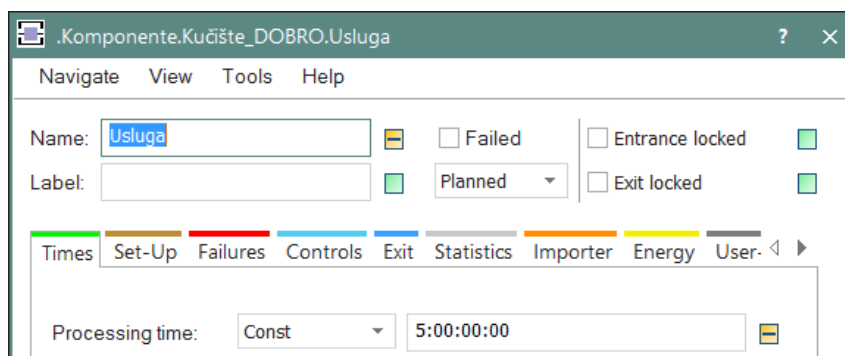 .Komponente.Kučište_DOBRO.Usluga ? ×
Navigate View Tools Help
Name: Usluga Failed Entrance locked
Label: Planned Exit locked
Times Set-Up Failures Controls Exit Statistics Importer Energy User-
Processing time: Const 5:00:00:00